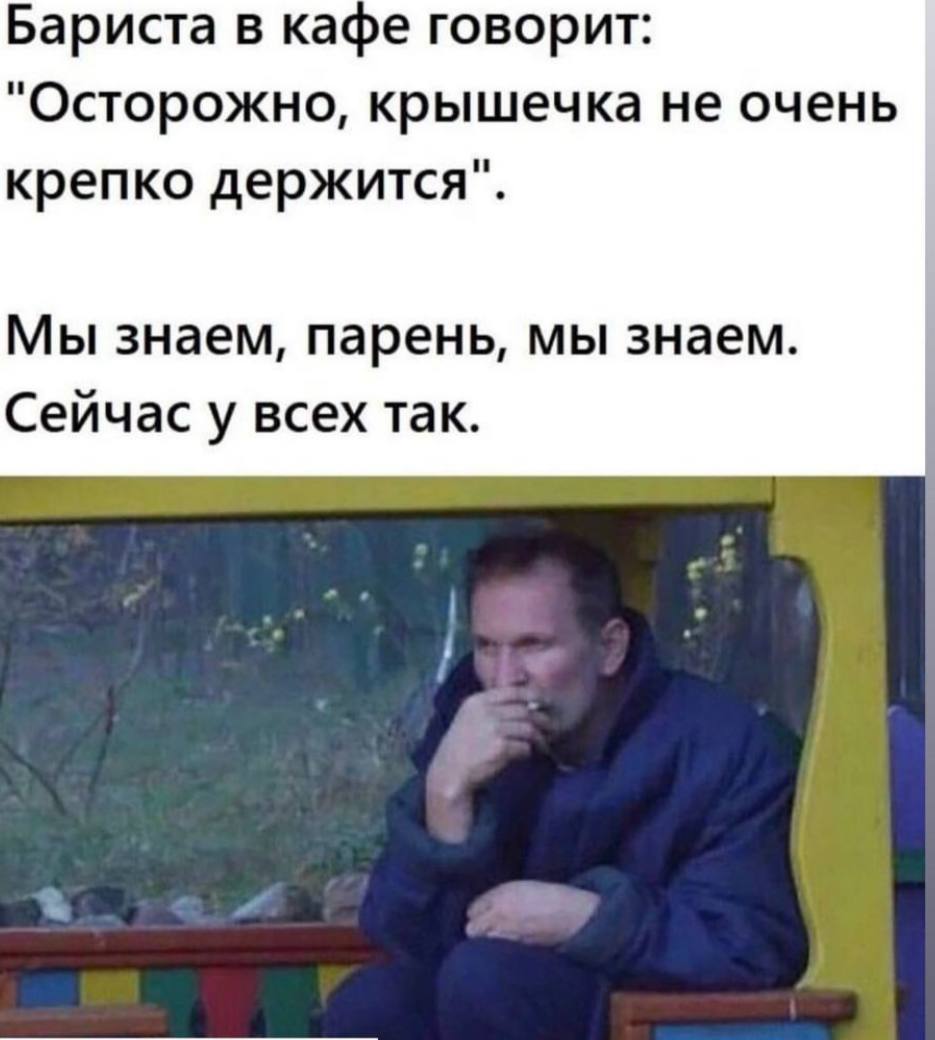 Бариста в кафе говорит:
"Осторожно, крышечка не очень
крепко держится".
Мы знаем, парень, мы знаем.
Сейчас у всех так.